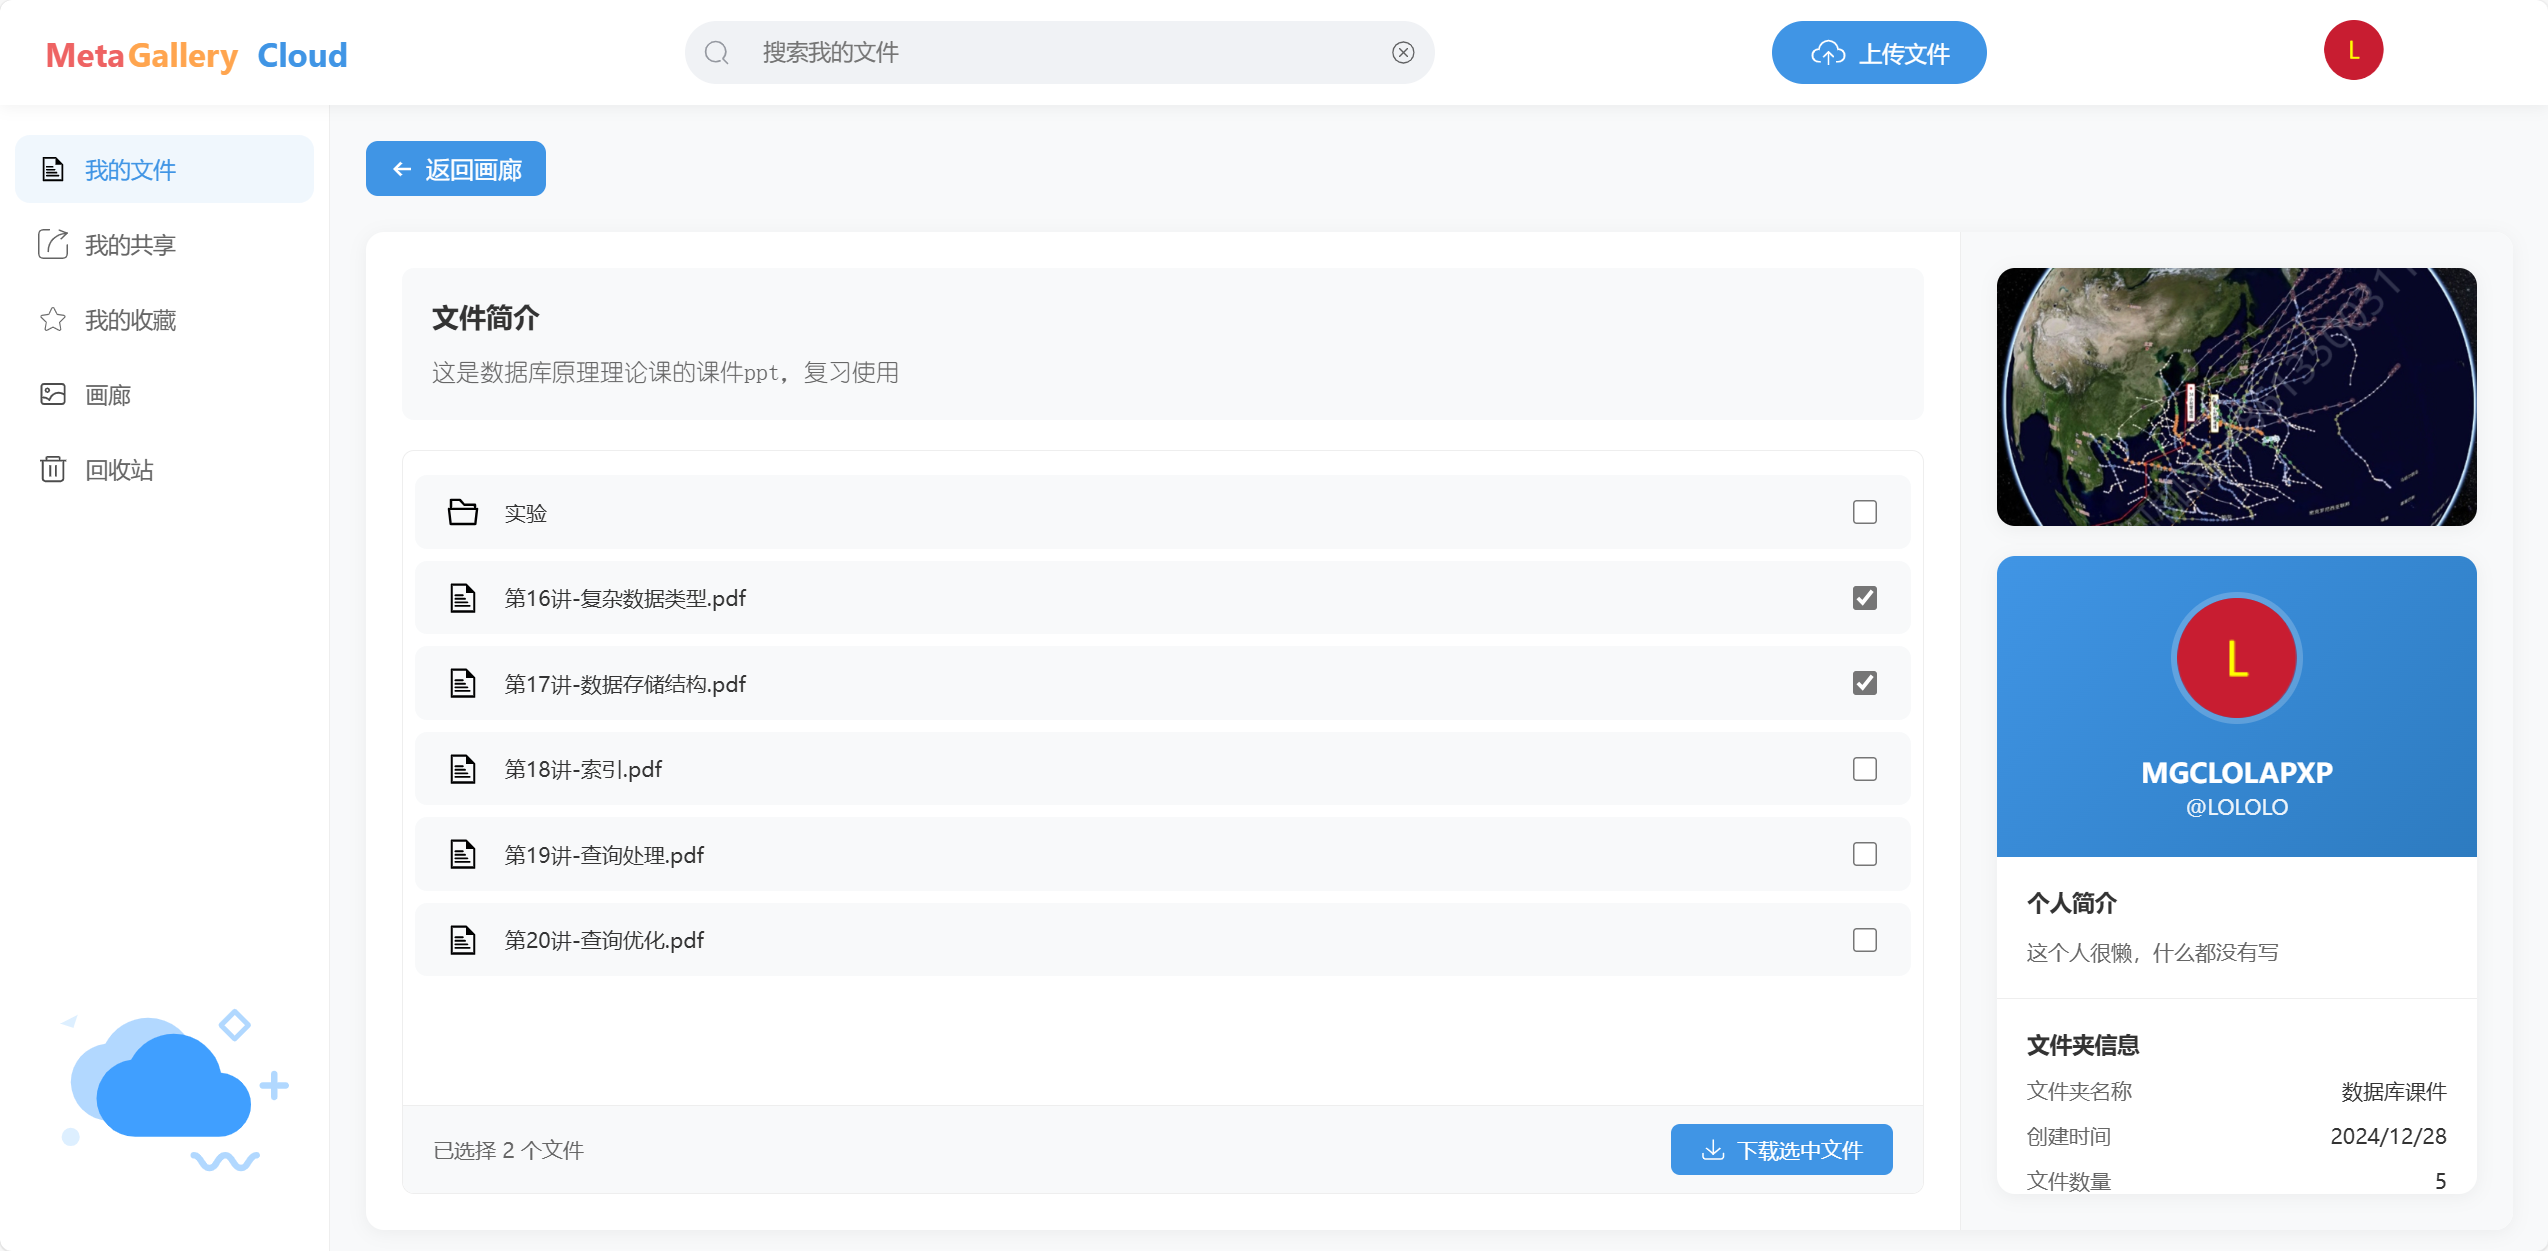 MetaGallery Cloud
搜索我的文件
上传文件
L
我的文件
我的共享
我的收藏
画廊
回收站
返回画廊
文件简介
这是数据库原理理论课的课件ppt，复习使用
实验
第16讲-复杂数据类型.pdf
第17讲-数据存储结构.pdf
第18讲-索引.pdf
第19讲-查询处理.pdf
第20讲-查询优化.pdf
已选择 2 个文件
下载选中文件
L
MGCLOLAPXP
@LOLOLO
个人简介
这个人很懒，什么都没有写
文件夹信息
文件夹名称 数据库课件
创建时间 2024/12/28
文件数量 5